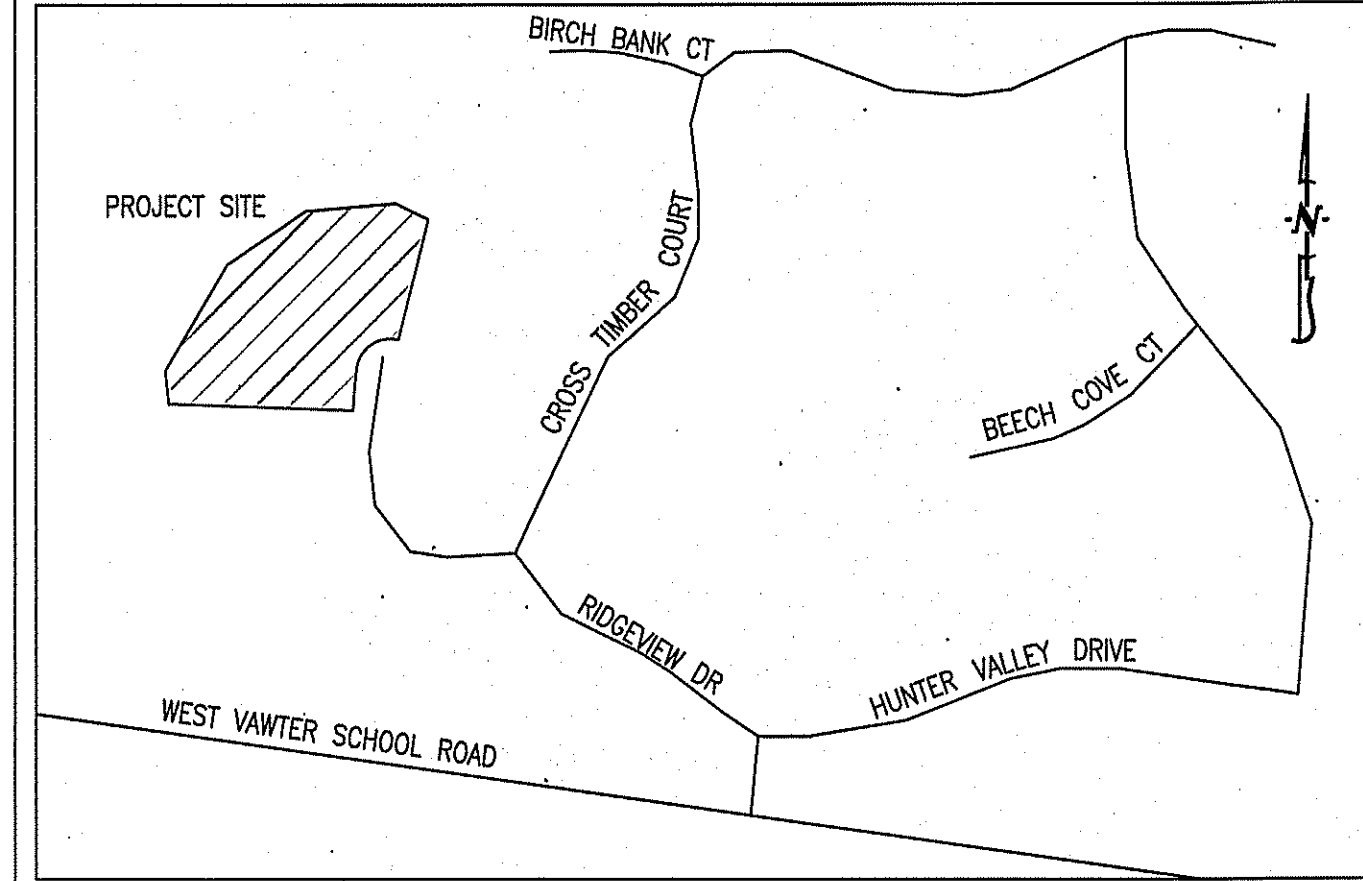 BIRCH BANK CT
PROJECT SITE
CROSS TIMBER COURT
N
BEECH COVE CT
RIDGEVIEW DR
HUNTER VALLEY DRIVE
WEST VAWTER SCHOOL ROAD